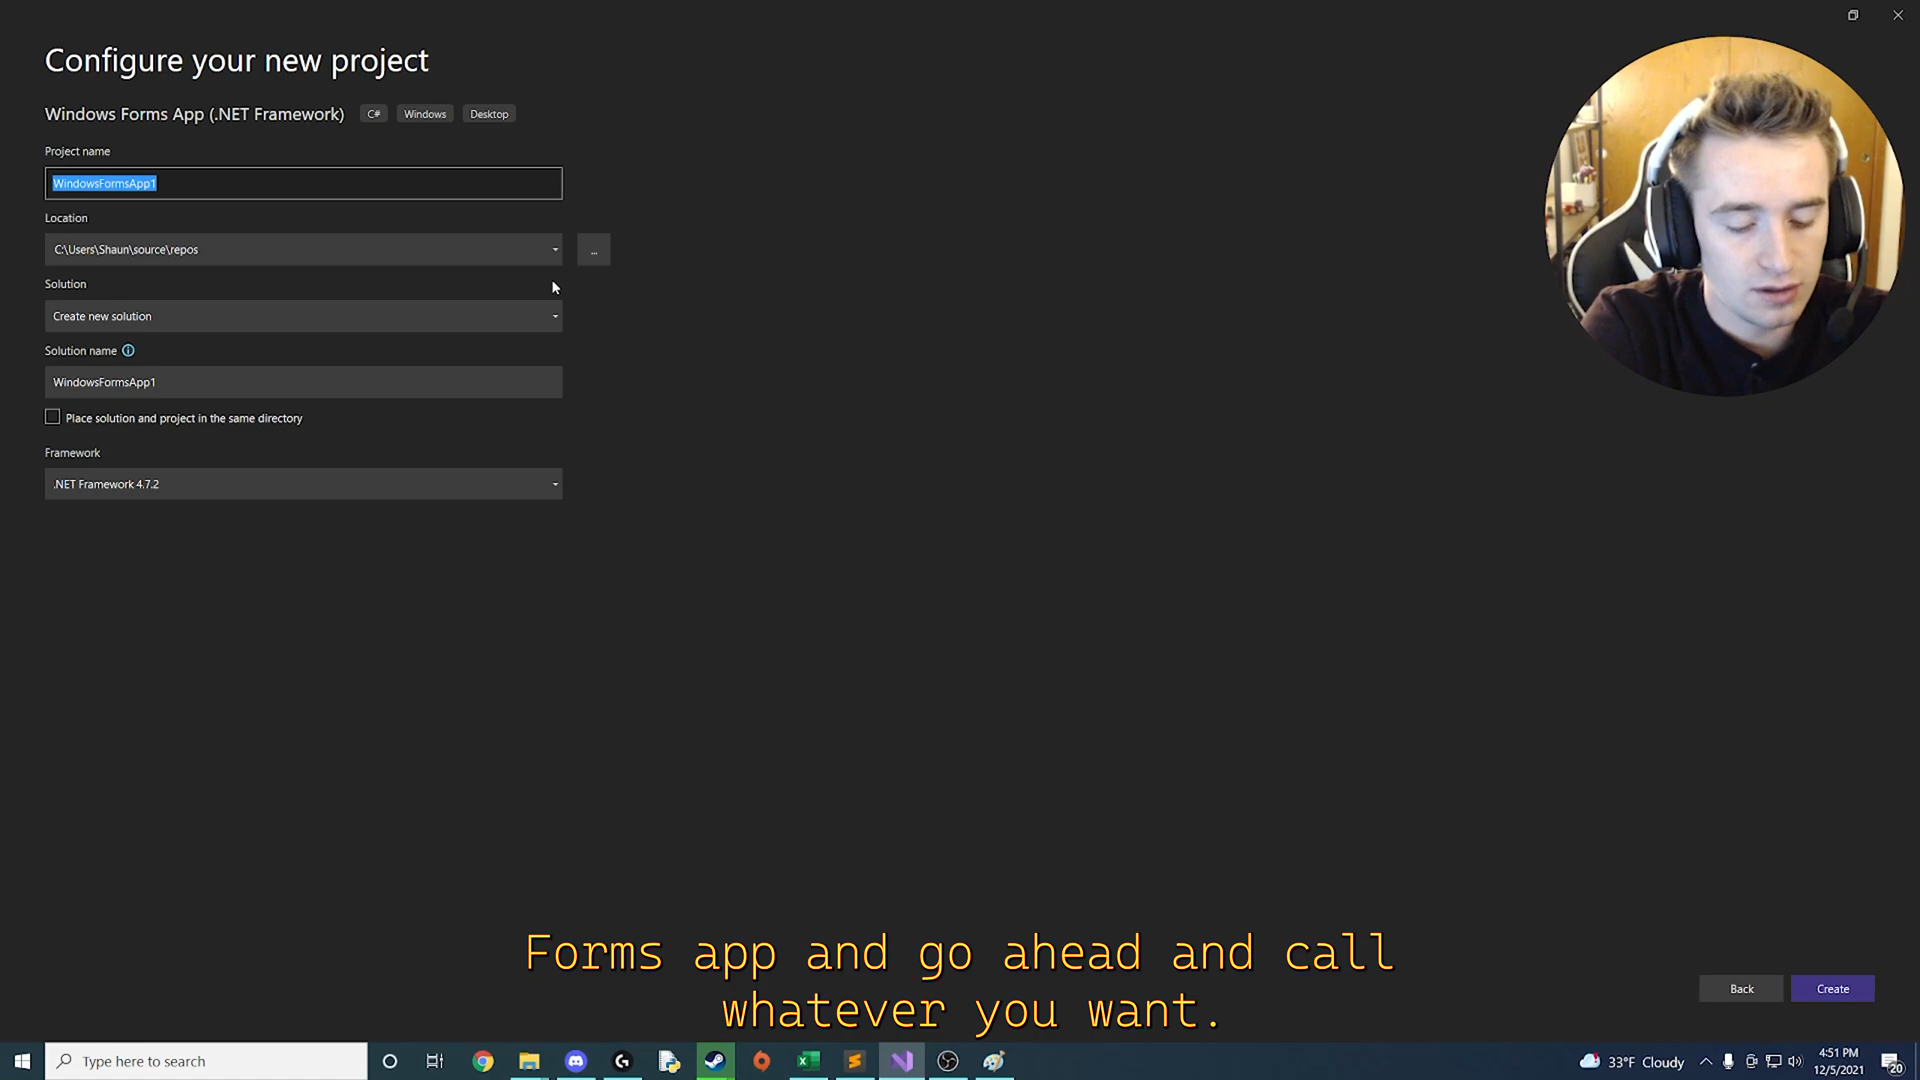 Configure your new project
Windows Forms App (.NET Framework) C# Windows Desktop
Project name
WindowsFormsApp1
Location
C:\Users\Shaun\source\repos
...
Solution
Create new solution
Solution name
WindowsFormsApp1
Place solution and project in the same directory
Framework
.NET Framework 4.7.2
Forms app and go ahead and call
whatever you want.
Back Create
Type here to search
33°F Cloudy
4:51 PM
12/5/2021
20